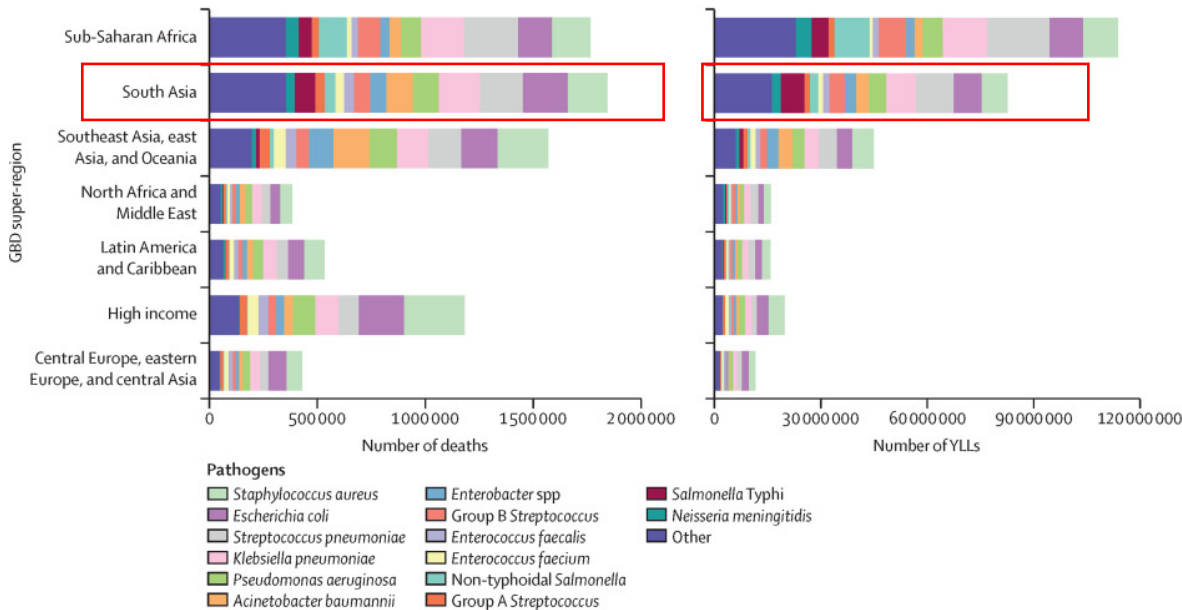 GBD super-region
Sub-Saharan Africa
South Asia
Southeast Asia, east
Asia, and Oceania
North Africa and
Middle East
Latin America
and Caribbean
High income
Central Europe, eastern
Europe, and central Asia
0 500 000 1 000 000 1 500 000 2 000 000
Number of deaths
0 30 000 000 60 000 000 90 000 000 120 000 000
Number of YLLs
Pathogens
Staphylococcus aureus
Escherichia coli
Streptococcus pneumoniae
Klebsiella pneumoniae
Pseudomonas aeruginosa
Acinetobacter baumannii
Enterobacter spp
Group B Streptococcus
Enterococcus faecalis
Enterococcus faecium
Non-typhoidal Salmonella
Group A Streptococcus
Salmonella Typhi
Neisseria meningitidis
Other